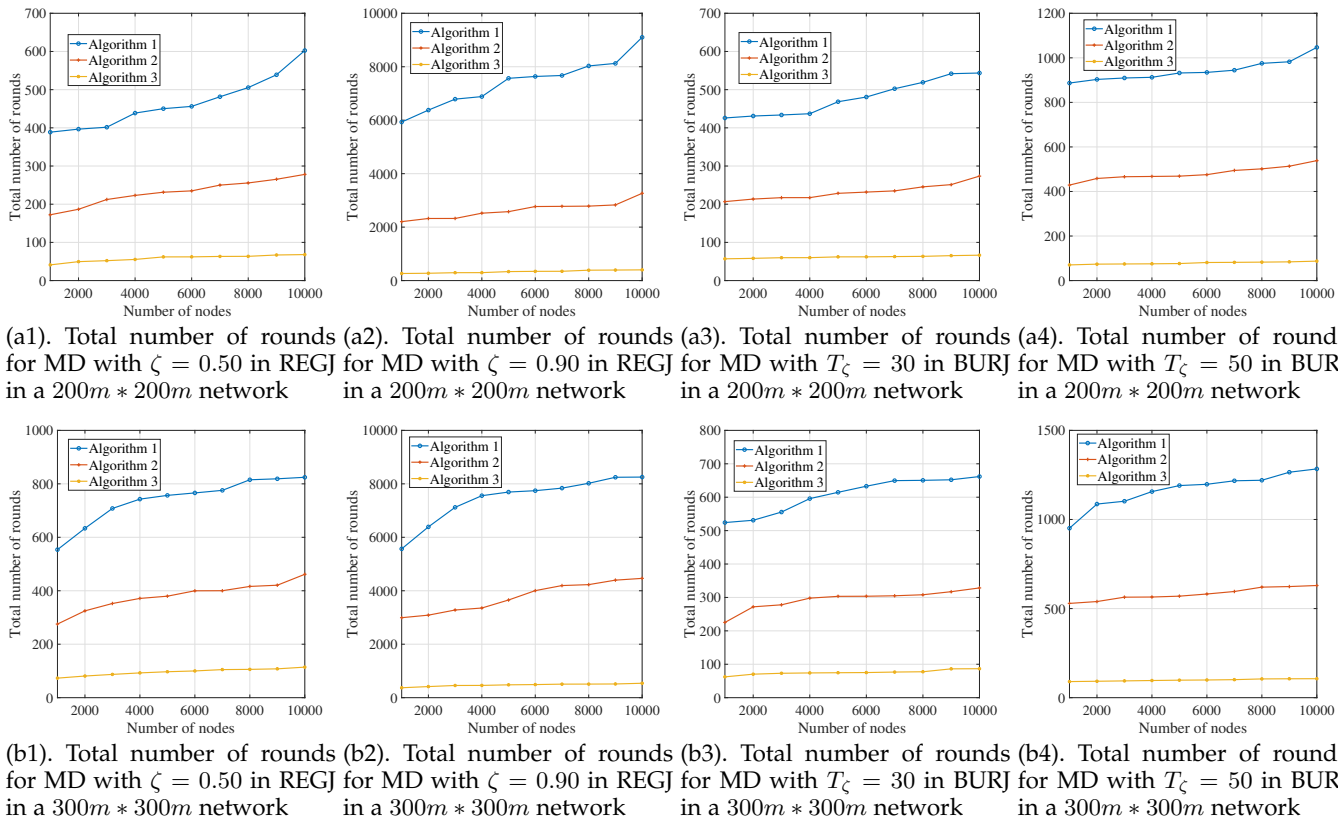 700
600
500
400
300
200
100
0
Total number of rounds
Algorithm 1
Algorithm 2
Algorithm 3
2000 4000 6000 8000 10000
Number of nodes
10000
8000
6000
4000
2000
0
Total number of rounds
Algorithm 1
Algorithm 2
Algorithm 3
2000 4000 6000 8000 10000
Number of nodes
700
600
500
400
300
200
100
0
Total number of rounds
Algorithm 1
Algorithm 2
Algorithm 3
2000 4000 6000 8000 10000
Number of nodes
1200
1000
800
600
400
200
0
Total number of rounds
Algorithm 1
Algorithm 2
Algorithm 3
2000 4000 6000 8000 10000
Number of nodes
(a1). Total number of rounds
for MD with ζ = 0.50 in REGJ
in a 200m * 200m network
(a2). Total number of rounds
for MD with ζ = 0.90 in REGJ
in a 200m * 200m network
(a3). Total number of rounds
for MD with Tζ = 30 in BURJ
in a 200m * 200m network
(a4). Total number of round
for MD with Tζ = 50 in BUR
in a 200m * 200m network
1000
800
600
400
200
0
Total number of rounds
Algorithm 1
Algorithm 2
Algorithm 3
2000 4000 6000 8000 10000
Number of nodes
10000
8000
6000
4000
2000
0
Total number of rounds
Algorithm 1
Algorithm 2
Algorithm 3
2000 4000 6000 8000 10000
Number of nodes
800
700
600
500
400
300
200
100
0
Total number of rounds
Algorithm 1
Algorithm 2
Algorithm 3
2000 4000 6000 8000 10000
Number of nodes
1500
1000
500
0
Total number of rounds
Algorithm 1
Algorithm 2
Algorithm 3
2000 4000 6000 8000 10000
Number of nodes
(b1). Total number of rounds
for MD with ζ = 0.50 in REGJ
in a 300m * 300m network
(b2). Total number of rounds
for MD with ζ = 0.90 in REGJ
in a 300m * 300m network
(b3). Total number of rounds
for MD with Tζ = 30 in BURJ
in a 300m * 300m network
(b4). Total number of round
for MD with Tζ = 50 in BUR
in a 300m * 300m network